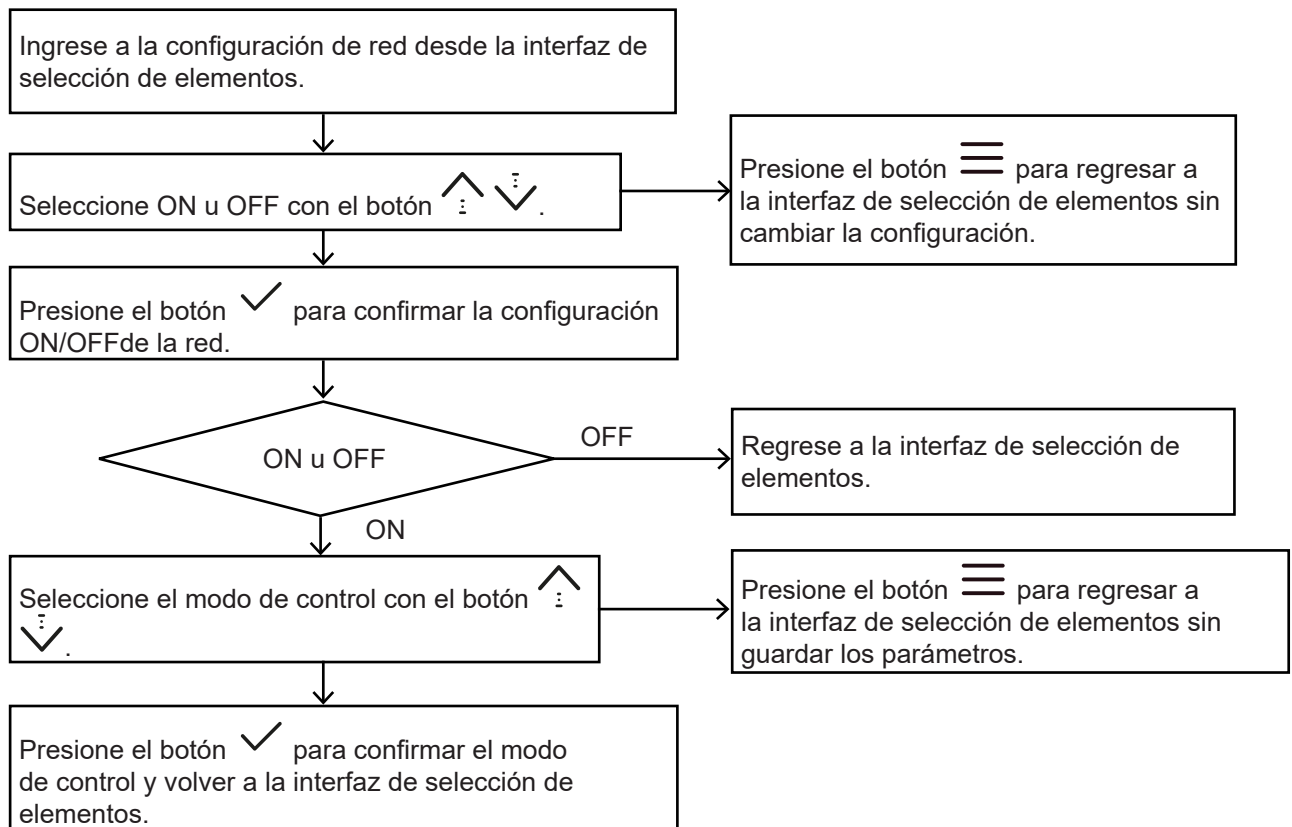 Ingrese a la configuración de red desde la interfaz de
selección de elementos.
Seleccione ON u OFF con el botón .
Presione el botón para regresar a
la interfaz de selección de elementos sin
cambiar la configuración.
Presione el botón para confirmar la configuración
ON/OFFde la red.
ON u OFF
OFF
Regrese a la interfaz de selección de
elementos.
ON
Seleccione el modo de control con el botón
.
Presione el botón para regresar a
la interfaz de selección de elementos sin
guardar los parámetros.
Presione el botón para confirmar el modo
de control y volver a la interfaz de selección de
elementos.